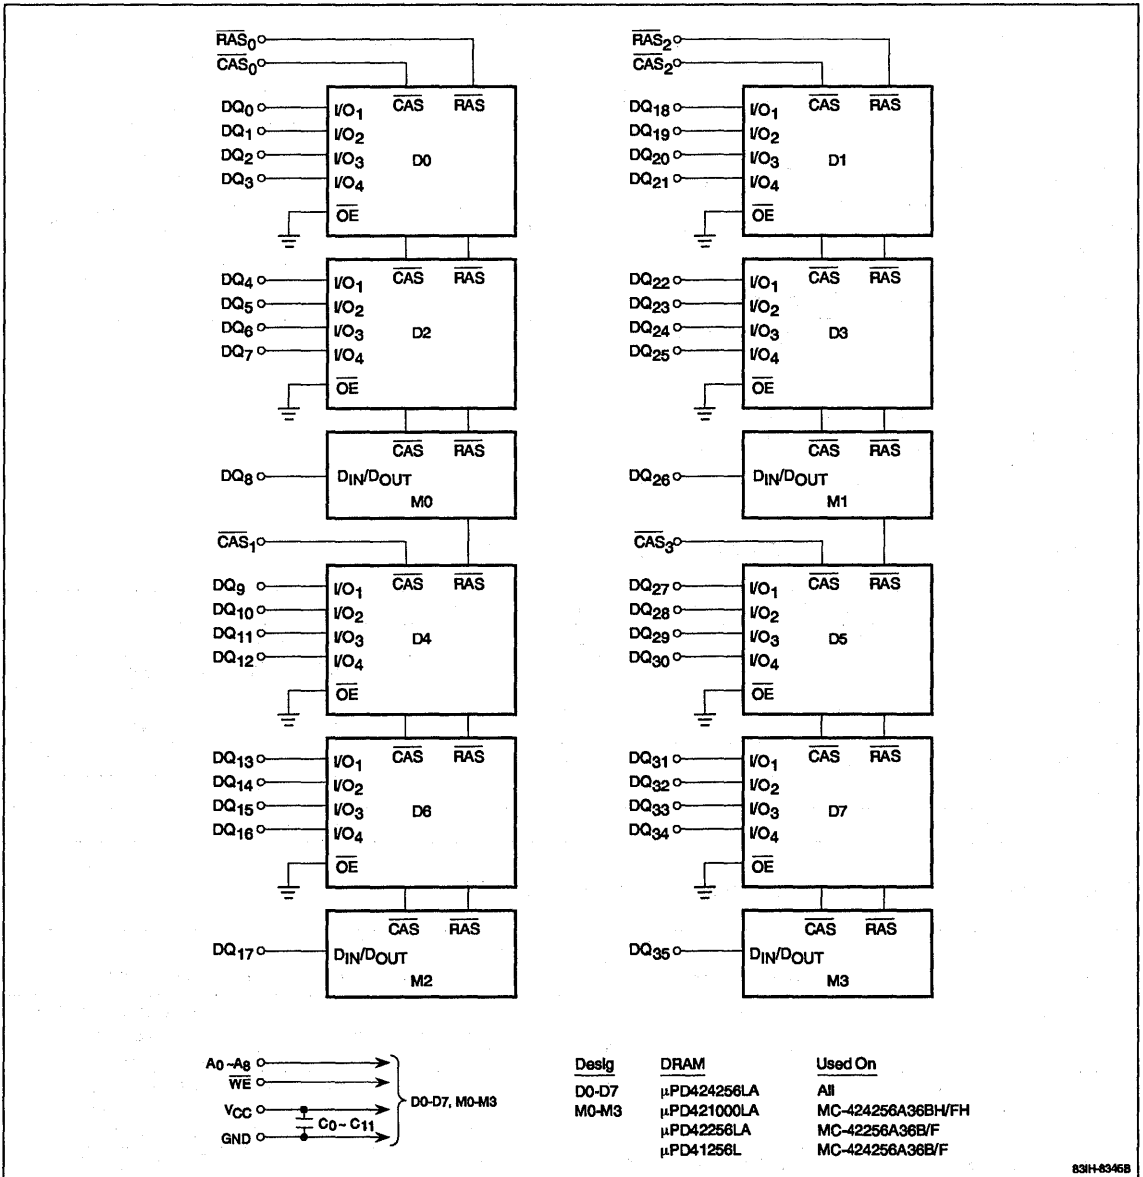 RAS0 RAS2
CAS0 CAS2
DQ0 I/O1 CAS RAS DQ18 I/O1 CAS RAS
DQ1 I/O2 DQ19 I/O2
DQ2 I/O3 D0 DQ20 I/O3 D1
DQ3 I/O4 DQ21 I/O4
OE OE
DQ4 I/O1 CAS RAS DQ22 I/O1 CAS RAS
DQ5 I/O2 DQ23 I/O2
DQ6 I/O3 D2 DQ24 I/O3 D3
DQ7 I/O4 DQ25 I/O4
OE OE
CAS RAS CAS RAS
DQ8 DIN/DOUT DQ26 DIN/DOUT
M0 M1
CAS1 CAS3
DQ9 I/O1 CAS RAS DQ27 I/O1 CAS RAS
DQ10 I/O2 DQ28 I/O2
DQ11 I/O3 D4 DQ29 I/O3 D5
DQ12 I/O4 DQ30 I/O4
OE OE
DQ13 I/O1 CAS RAS DQ31 I/O1 CAS RAS
DQ14 I/O2 DQ32 I/O2
DQ15 I/O3 D6 DQ33 I/O3 D7
DQ16 I/O4 DQ34 I/O4
OE OE
CAS RAS CAS RAS
DQ17 DIN/DOUT DQ35 DIN/DOUT
M2 M3
A0~A8
WE
VCC
C0~C11
GND
D0-D7, M0-M3
Desig DRAM Used On
D0-D7 µPD424256LA All
M0-M3 µPD421000LA MC-424256A36BH/FH
µPD42256LA MC-42256A36B/F
µPD41256L MC-424256A36B/F
83IH-8346B